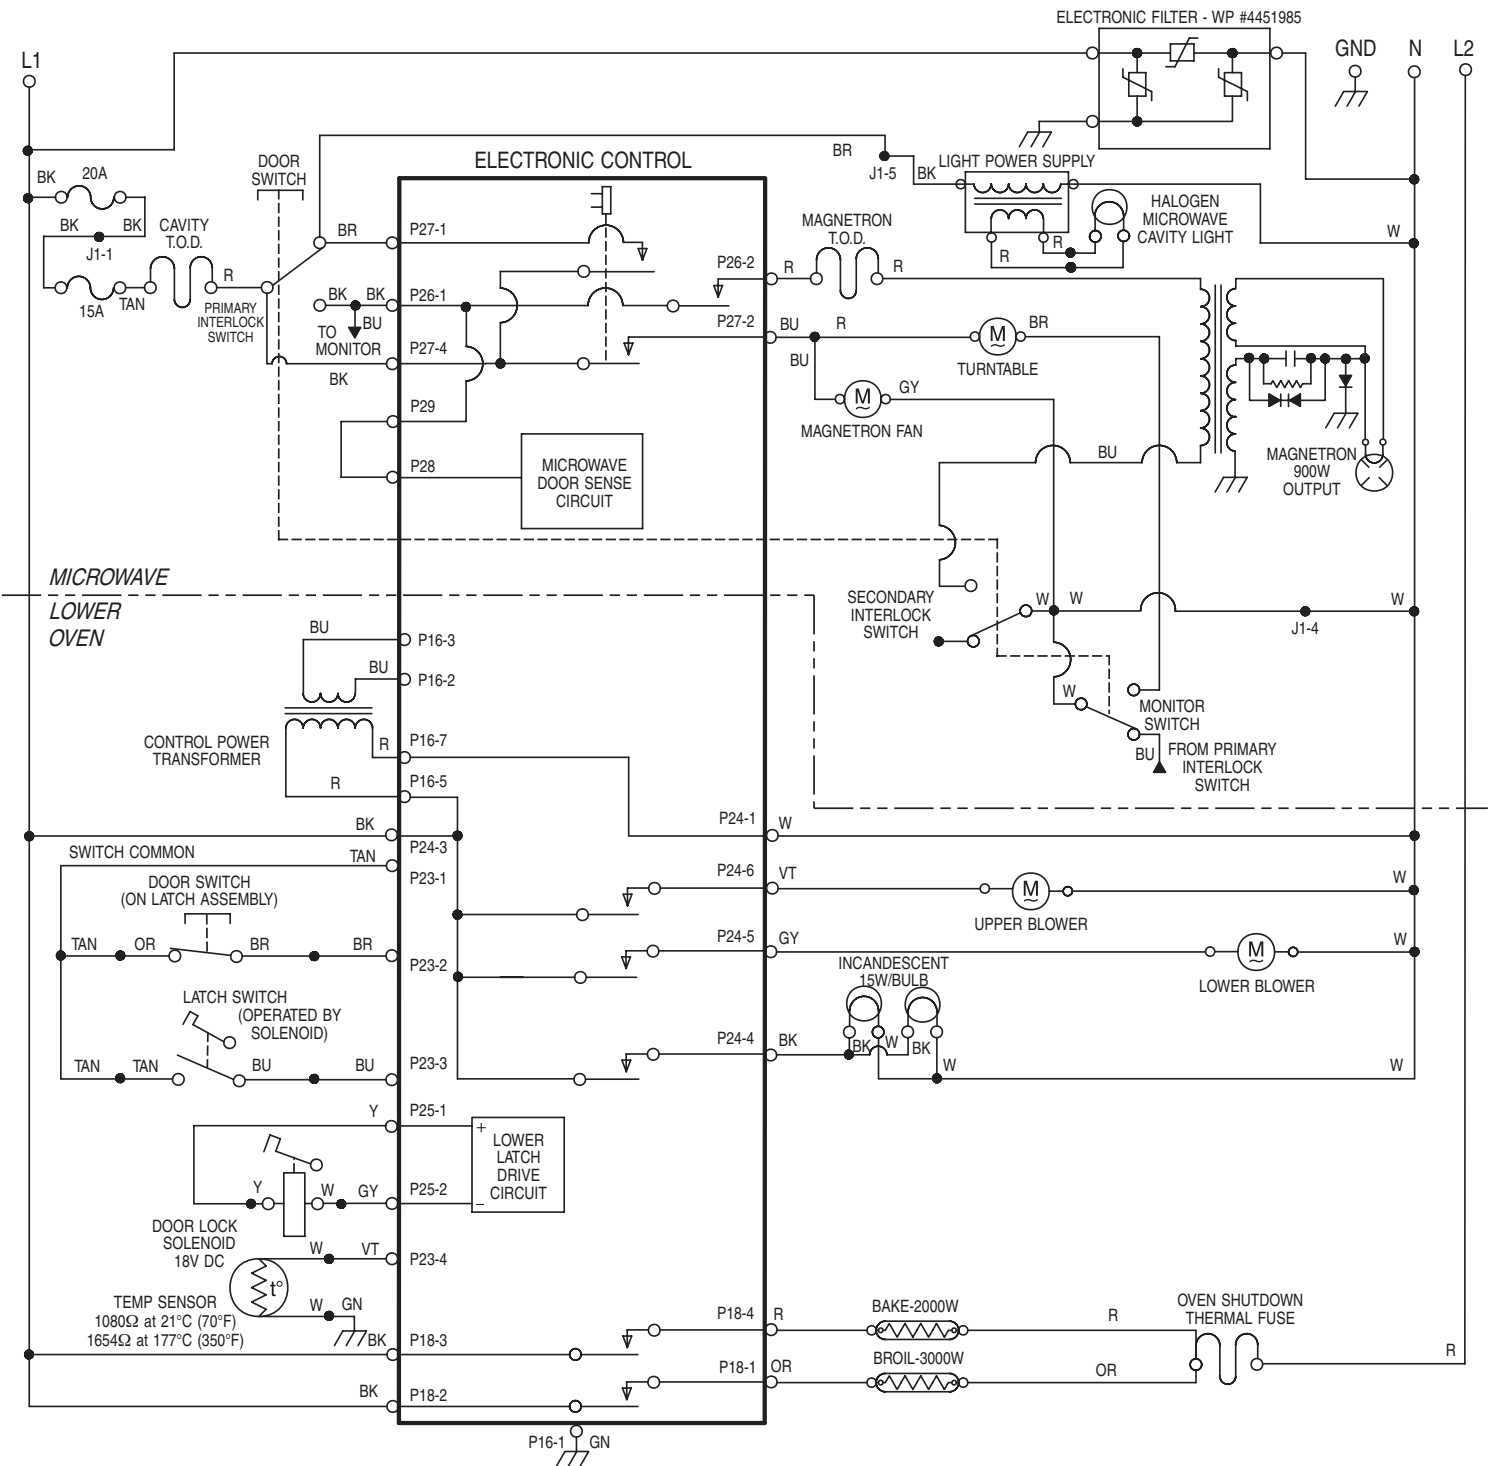 ELECTRONIC FILTER - WP #4451985
L1
GND
N
L2
BK
20A
DOOR
SWITCH
ELECTRONIC CONTROL
BR
J1-5
BK
LIGHT POWER SUPPLY
HALOGEN
MICROWAVE
CAVITY LIGHT
R
R
W
BK
BK
J1-1
CAVITY
T.O.D.
R
15A
TAN
PRIMARY
INTERLOCK
SWITCH
BR
P27-1
BK
BK
P26-1
TO
MONITOR
BU
P27-4
BK
P29
P28
MICROWAVE
DOOR SENSE
CIRCUIT
MAGNETRON
T.O.D.
P26-2
R
R
P27-2
BU
R
M
BR
TURNTABLE
BU
M
GY
MAGNETRON FAN
BU
MAGNETRON
900W
OUTPUT
MICROWAVE
LOWER
OVEN
SECONDARY
INTERLOCK
SWITCH
W
W
J1-4
W
W
MONITOR
SWITCH
BU
FROM PRIMARY
INTERLOCK
SWITCH
BU
P16-3
BU
P16-2
CONTROL POWER
TRANSFORMER
R
P16-7
R
P16-5
BK
P24-3
SWITCH COMMON
TAN
P23-1
DOOR SWITCH
(ON LATCH ASSEMBLY)
TAN
OR
BR
BR
P23-2
LATCH SWITCH
(OPERATED BY
SOLENOID)
TAN
TAN
BU
BU
P23-3
P24-1
W
P24-6
VT
M
W
UPPER BLOWER
P24-5
GY
M
W
LOWER BLOWER
INCANDESCENT
15W/BULB
P24-4
BK
BK
W
BK
W
W
Y
P25-1
+
LOWER
LATCH
DRIVE
CIRCUIT
−
Y
W
GY
P25-2
DOOR LOCK
SOLENOID
18V DC
W
VT
P23-4
t°
TEMP SENSOR
1080Ω at 21°C (70°F)
1654Ω at 177°C (350°F)
W
GN
BK
P18-3
BK
P18-2
P18-4
R
BAKE-2000W
R
OVEN SHUTDOWN
THERMAL FUSE
P18-1
OR
BROIL-3000W
OR
R
P16-1
GN